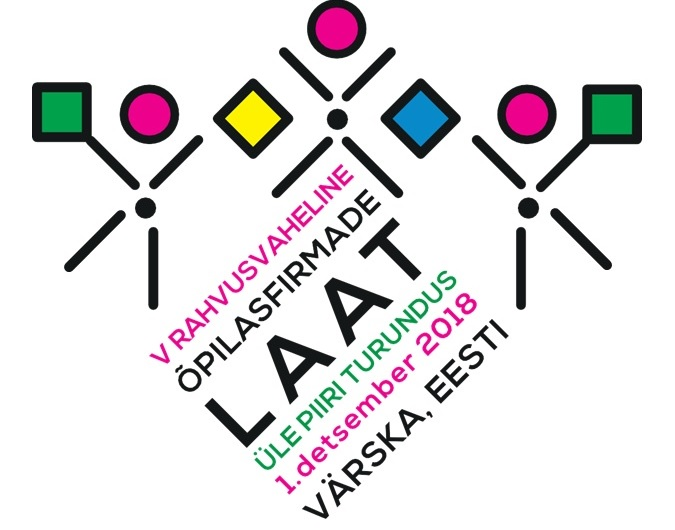 V RAHVUSVAHELINE
ÕPILASFIRMADE
LAAT
ÜLE PIIRI TURUNDUS
1.detsember 2018
VÄRSKA, EESTI